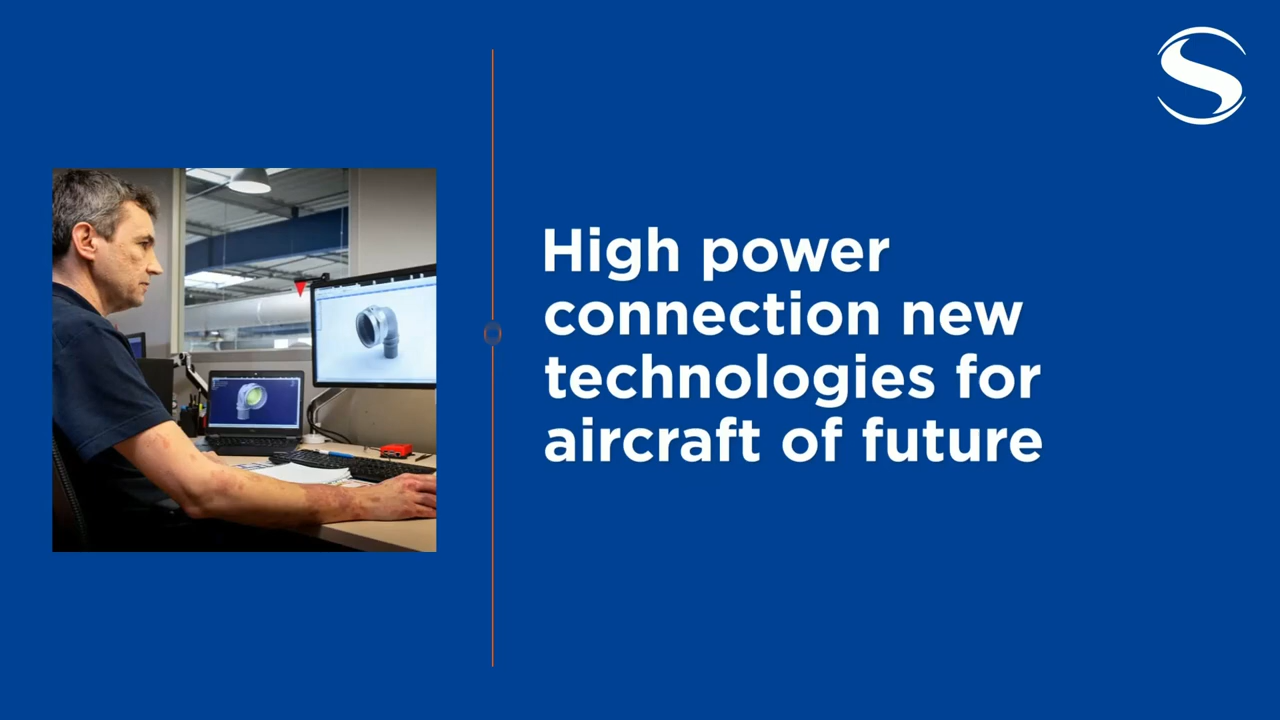 High power
connection new
technologies for
aircraft of future